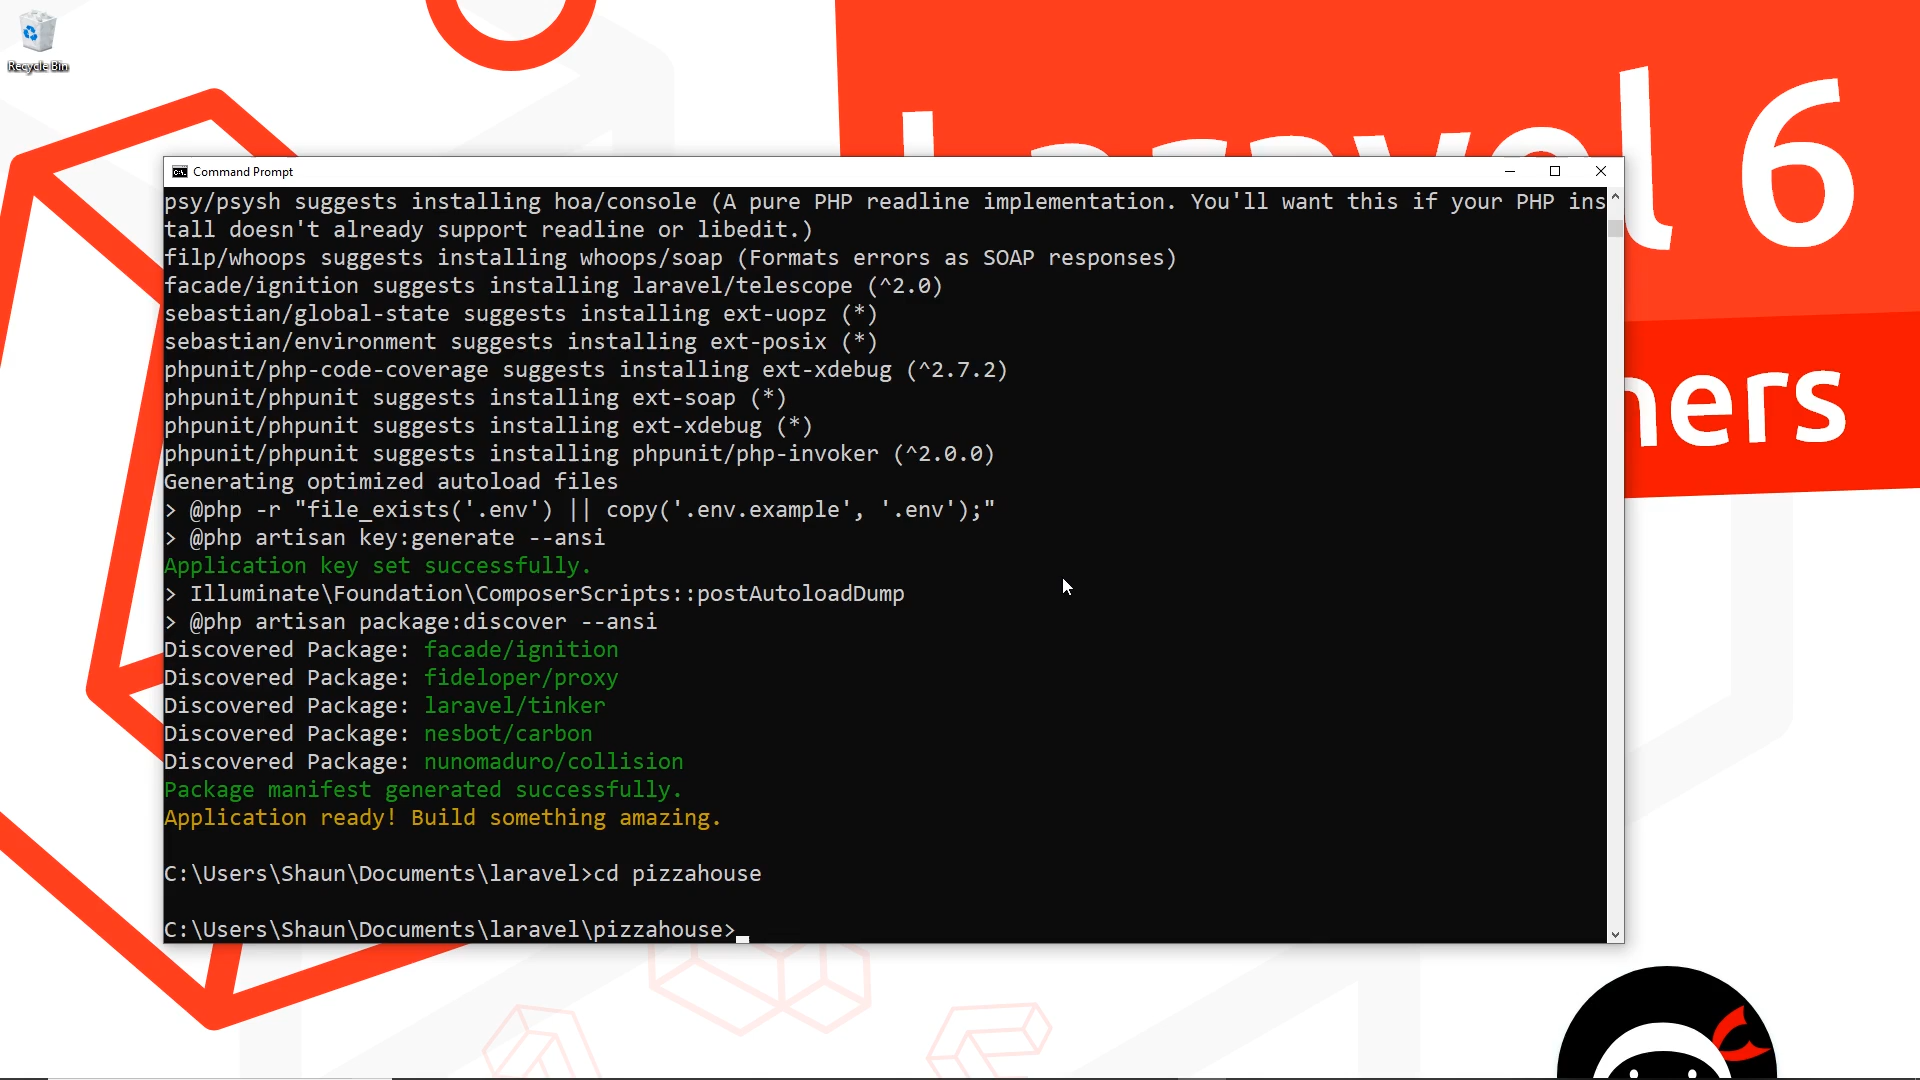 Recycle Bin
Laravel 6
ners
Command Prompt
psy/psysh suggests installing hoa/console (A pure PHP readline implementation. You'll want this if your PHP ins
tall doesn't already support readline or libedit.)
filp/whoops suggests installing whoops/soap (Formats errors as SOAP responses)
facade/ignition suggests installing laravel/telescope (^2.0)
sebastian/global-state suggests installing ext-uopz (*)
sebastian/environment suggests installing ext-posix (*)
phpunit/php-code-coverage suggests installing ext-xdebug (^2.7.2)
phpunit/phpunit suggests installing ext-soap (*)
phpunit/phpunit suggests installing ext-xdebug (*)
phpunit/phpunit suggests installing phpunit/php-invoker (^2.0.0)
Generating optimized autoload files
> @php -r "file_exists('.env') || copy('.env.example', '.env');"
> @php artisan key:generate --ansi
Application key set successfully.
> Illuminate\Foundation\ComposerScripts::postAutoloadDump
> @php artisan package:discover --ansi
Discovered Package: facade/ignition
Discovered Package: fideloper/proxy
Discovered Package: laravel/tinker
Discovered Package: nesbot/carbon
Discovered Package: nunomaduro/collision
Package manifest generated successfully.
Application ready! Build something amazing.
C:\Users\Shaun\Documents\laravel>cd pizzahouse
C:\Users\Shaun\Documents\laravel\pizzahouse>